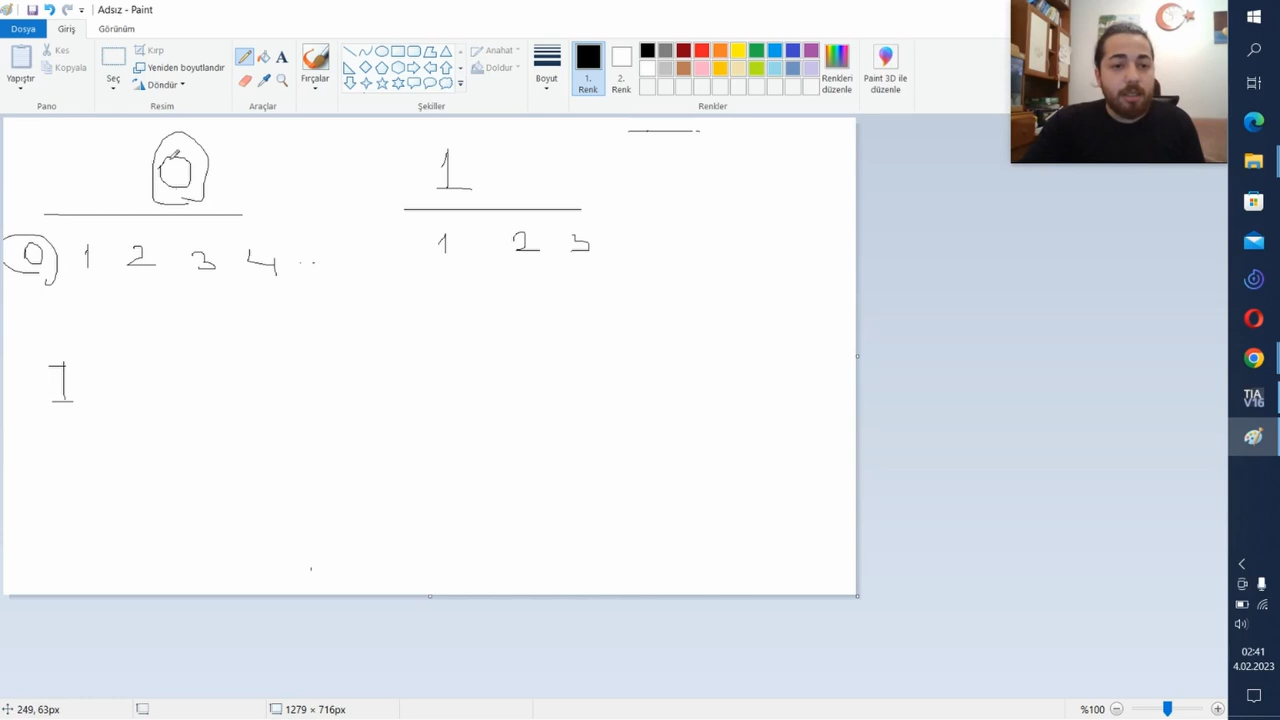 Adsız - Paint
Dosya
Giriş
Görünüm
Yapıştır
Kes
Kopyala
Pano
Seç
Kırp
Yeniden boyutlandır
Döndür
Resim
A
Araçlar
Fırçalar
Şekiller
Anahat
Doldur
Boyut
1.
Renk
2.
Renk
Renkleri
düzenle
Paint 3D ile
düzenle
Renkler
0 1
0 1 2 3 4 ... 1 2 3
I
TIA
V16
02:41
4.02.2023
249, 63px
1279 × 716px
%100